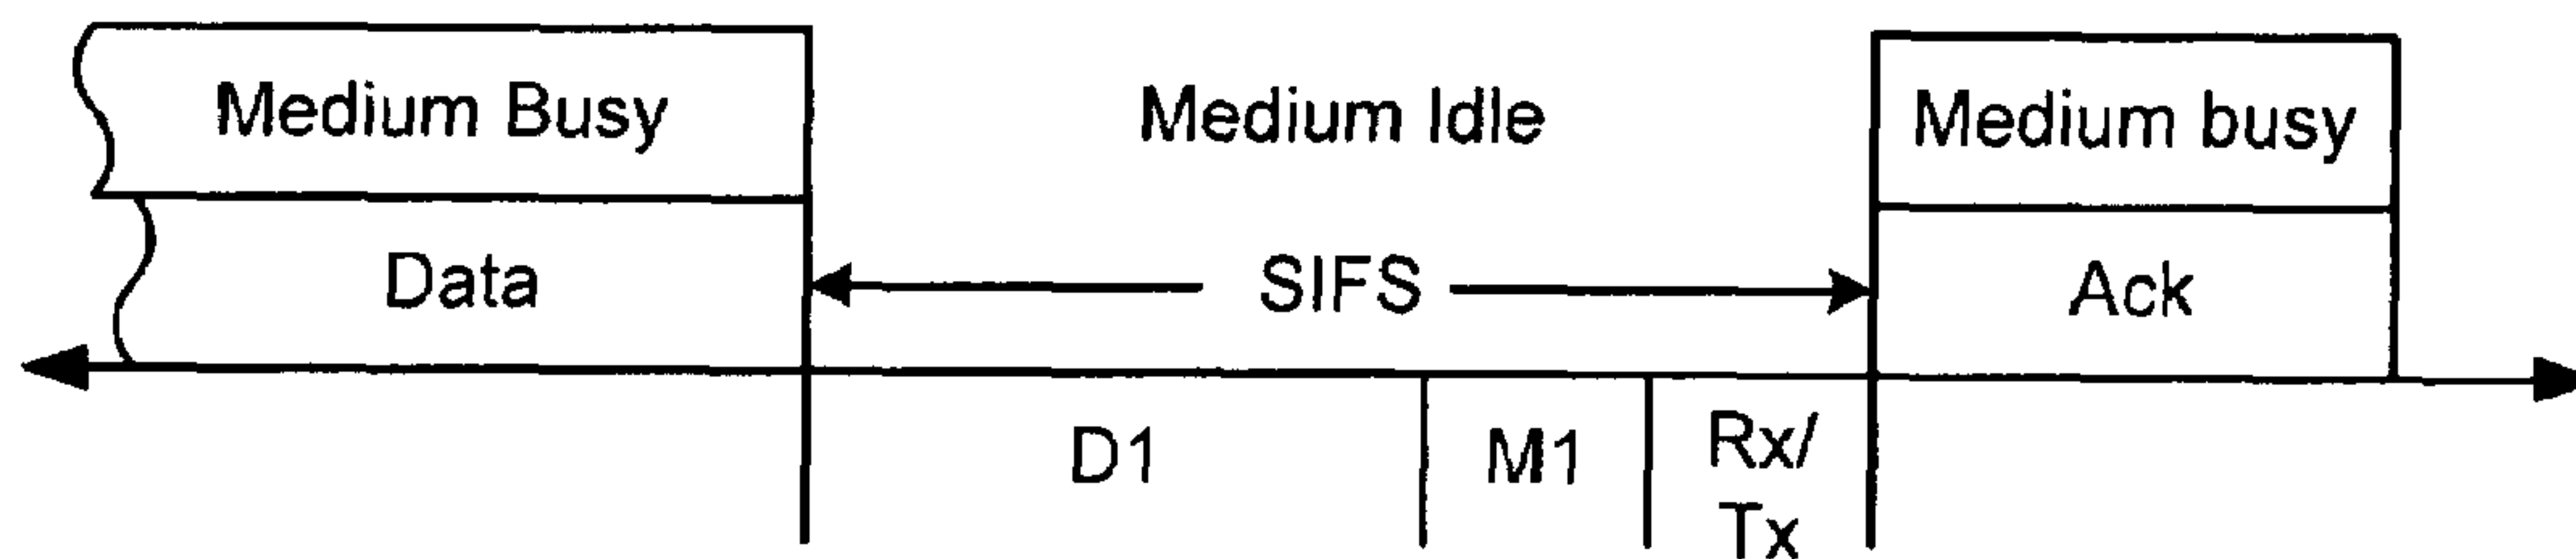 Medium Busy
Medium Idle
Medium busy
Data
SIFS
Ack
D1
M1
Rx/
Tx